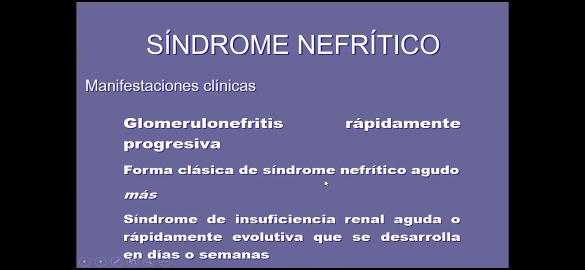 SÍNDROME NEFRÍTICO
Manifestaciones clínicas
Glomerulonefritis rápidamente
progresiva
Forma clásica de síndrome nefrítico agudo
más
Síndrome de insuficiencia renal aguda o
rápidamente evolutiva que se desarrolla
en días o semanas